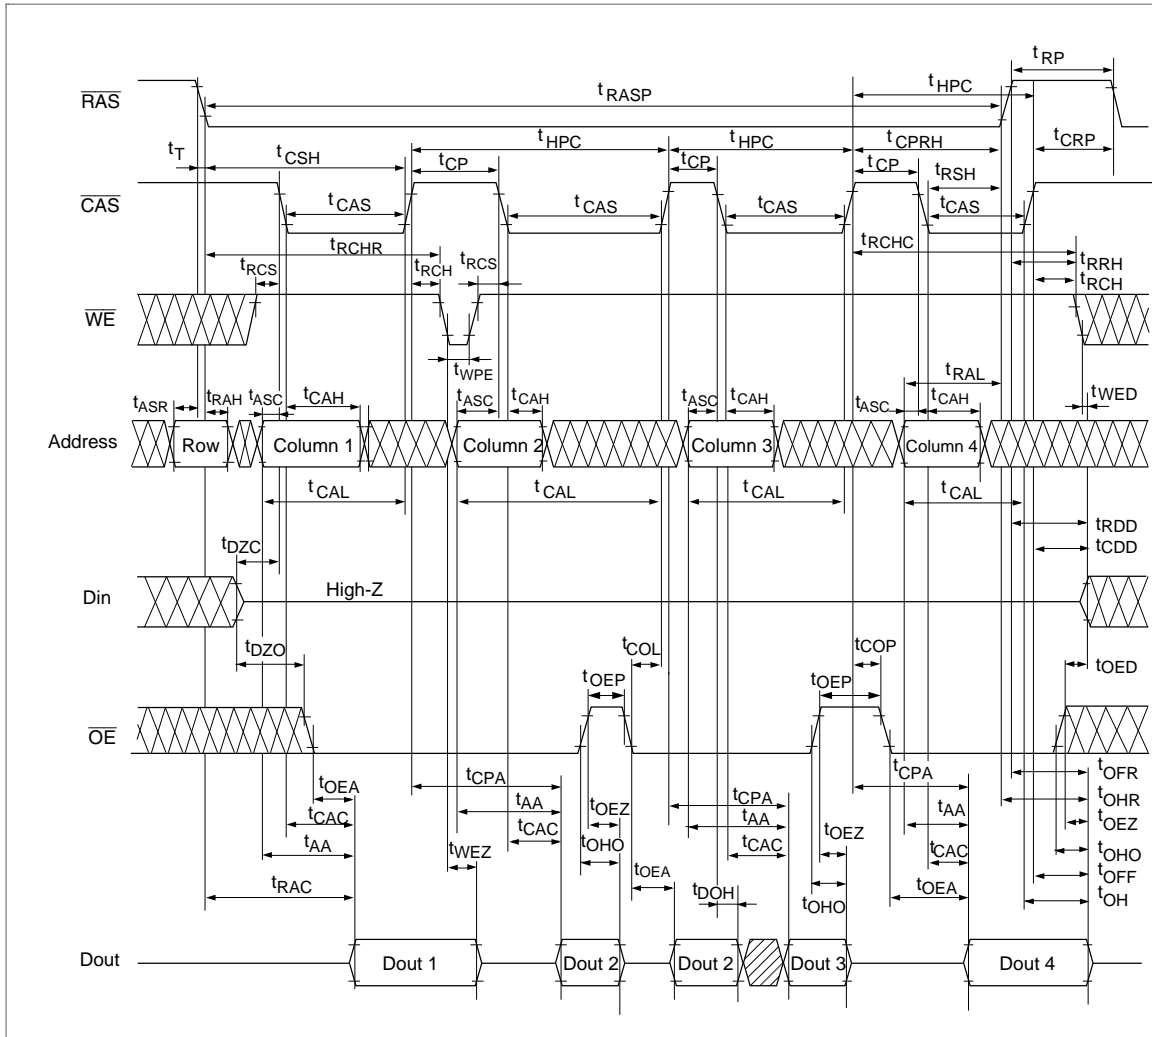 tRP
RAS
tRASP
tHPC
tT
tCSH
tHPC
tHPC
tCPRH
tCRP
tCP
tCP
tCP
tRSH
CAS
tCAS
tCAS
tCAS
tCAS
tRCHR
tRCHC
tRCS
tRCH
tRCS
tRRH
tRCH
WE
tWPE
tRAL
tWED
tASR
tRAH
tASC
tCAH
tASC
tCAH
tASC
tCAH
tASC
tCAH
Address
Row
Column 1
Column 2
Column 3
Column 4
tCAL
tCAL
tCAL
tCAL
tRDD
tDZC
tCDD
Din
High-Z
tDZO
tCOL
tCOP
tOED
tOEP
tOEP
OE
tOEA
tCPA
tCPA
tCPA
tOFR
tCAC
tAA
tOEZ
tAA
tAA
tOHR
tAA
tCAC
tOHO
tCAC
tOEZ
tCAC
tOEZ
tWEZ
tOHO
tRAC
tOEA
tDOH
tOHO
tOEA
tOFF
tOH
Dout
Dout 1
Dout 2
Dout 2
Dout 3
Dout 4